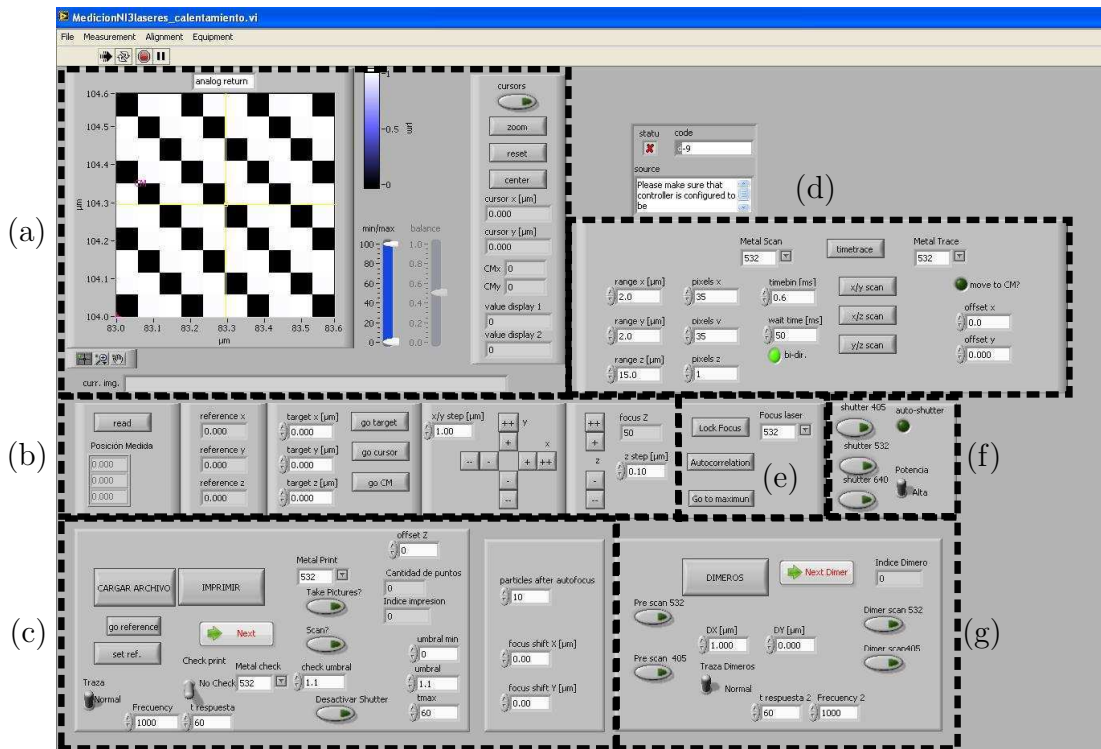 MedicionNI3laseres_calentamiento.vi
File Measurement Alignment Equipment
(a)
analog return
104.6
104.5
104.4
104.3
104.2
104.1
104.0
µm
CM
83.0 83.1 83.2 83.3 83.4 83.5 83.6
µm
1
0.5
0
µm
min/max
100
80
60
40
20
0
balance
1.0
0.8
0.6
0.4
0.2
0.0
cursors
zoom
reset
center
cursor x [µm]
0.000
cursor y [µm]
0.000
CMx 0
CMy 0
value display 1
0
value display 2
0
curr. img.
statu code
-9
source
Please make sure that
controller is configured to
be
(d)
Metal Scan
532
timetrace
Metal Trace
532
range x [µm] pixels x timebin [ms]
2.0 35 0.6
x/y scan
move to CM?
range y [µm] pixels y wait time [ms]
2.0 35 50
x/z scan
offset x
0.0
range z [µm] pixels z bi-dir.
15.0 1
y/z scan
offset y
0.000
(b)
read
Posición Medida
0.000
0.000
0.000
reference x
0.000
reference y
0.000
reference z
0.000
target x [µm]
0.000
target y [µm]
0.000
target z [µm]
0.000
go target
go cursor
go CM
x/y step [µm]
1.00
++ y
+ x
-- - + ++
-
--
++
+
z
-
--
focus Z
50
z step [µm]
0.10
Lock Focus
Focus laser
532
Autocorrelation
(e)
Go to maximun
shutter 405 auto-shutter
shutter 532
shutter 640
Potencia
Alta
(f)
(c)
CARGAR ARCHIVO
IMPRIMIR
go reference
set ref.
Next
Metal Print
532
Take Pictures?
Scan?
offset Z
0
Cantidad de puntos
0
Indice impresion
0
umbral min
0
umbral
1.1
tmax
60
Check print
No Check
Metal check
532
check umbral
1.1
Desactivar Shutter
Traza
Normal
Frecuency
1000
t respuesta
60
particles after autofocus
10
focus shift X [µm]
0.00
focus shift Y [µm]
0.00
DIMEROS
Next Dimer
Indice Dimero
0
Pre scan 532
Pre scan 405
DX [µm]
1.000
DY [µm]
0.000
Dimer scan 532
Dimer scan405
Traza Dimeros
Normal
t respuesta 2 Frecuency 2
60 1000
(g)